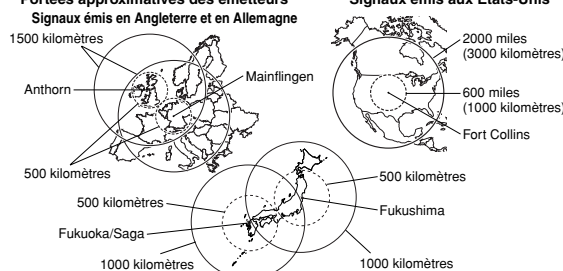 Portées approximatives des émetteurs
Signaux émis en Angleterre et en Allemagne
1500 kilomètres
Anthorn
Mainflingen
500 kilomètres
Signaux émis aux États-Unis
2000 miles
(3000 kilomètres)
600 miles
(1000 kilomètres)
Fort Collins
500 kilomètres
500 kilomètres
Fukushima
Fukuoka/Saga
1000 kilomètres
1000 kilomètres